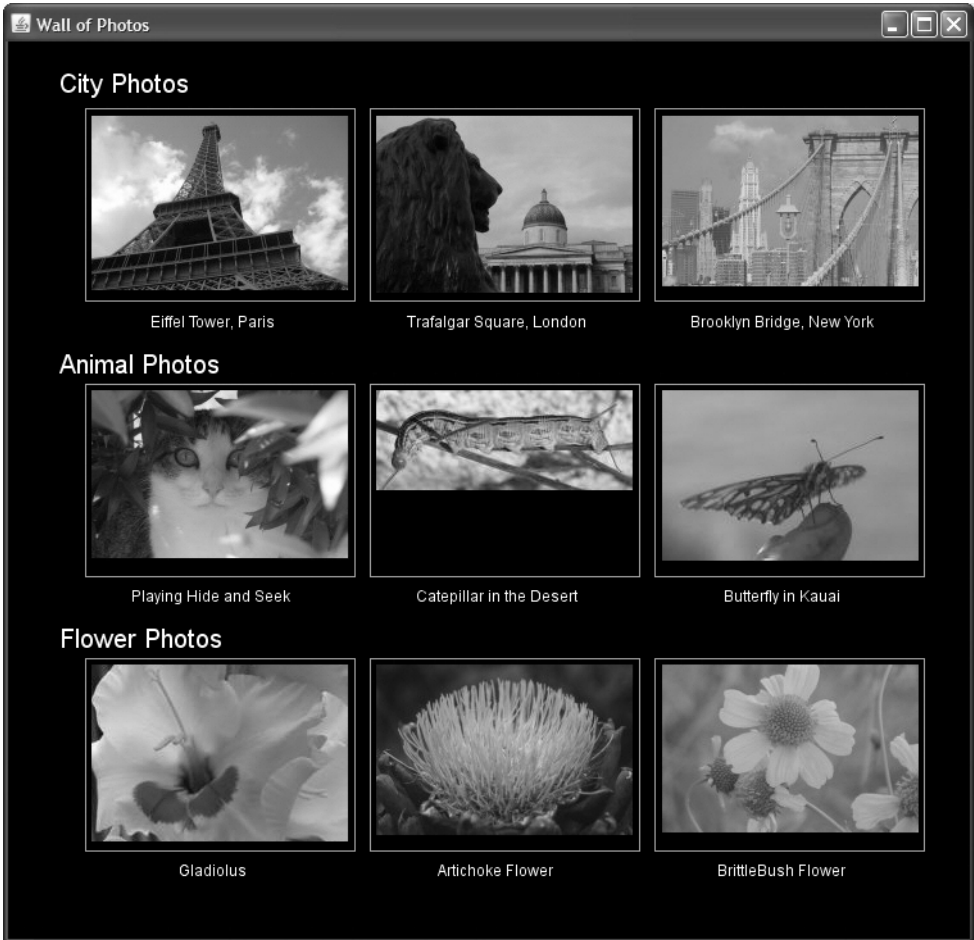 Wall of Photos
City Photos
Eiffel Tower, Paris
Trafalgar Square, London
Brooklyn Bridge, New York
Animal Photos
Playing Hide and Seek
Catepillar in the Desert
Butterfly in Kauai
Flower Photos
Gladiolus
Artichoke Flower
BrittleBush Flower